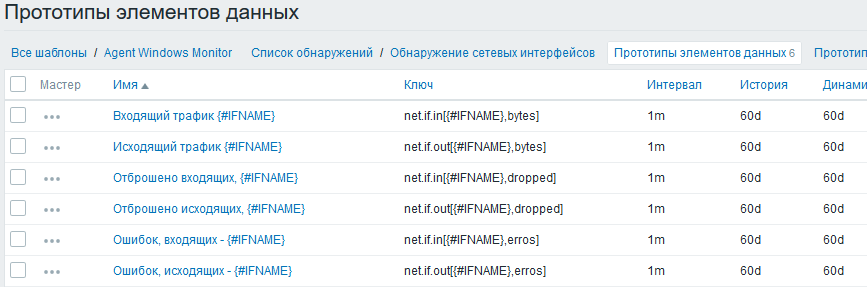 Прототипы элементов данных
Все шаблоны / Agent Windows Monitor Список обнаружений / Обнаружение сетевых интерфейсов Прототипы элементов данных 6 Прототип
Мастер Имя Ключ Интервал История Динами
Входящий трафик {#IFNAME} net.if.in[{#IFNAME},bytes] 1m 60d 60d
Исходящий трафик {#IFNAME} net.if.out[{#IFNAME},bytes] 1m 60d 60d
Отброшено входящих, {#IFNAME} net.if.in[{#IFNAME},dropped] 1m 60d 60d
Отброшено исходящих, {#IFNAME} net.if.out[{#IFNAME},dropped] 1m 60d 60d
Ошибок, входящих - {#IFNAME} net.if.in[{#IFNAME},erros] 1m 60d 60d
Ошибок, исходящих - {#IFNAME} net.if.out[{#IFNAME},erros] 1m 60d 60d